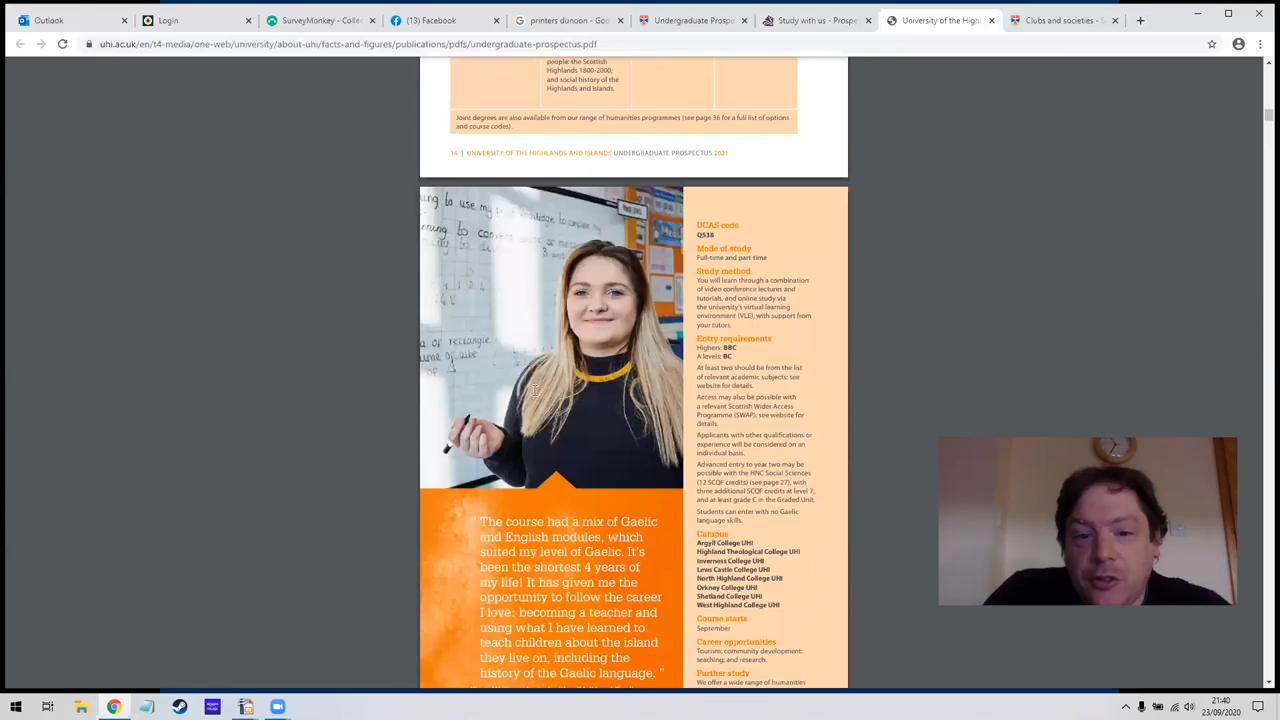 Outlook
Login
SurveyMonkey - Collec
(13) Facebook
printers dunoon - Goo
Undergraduate Prospe
Study with us - Prospe
University of the High
Clubs and societies - S
uhi.ac.uk/en/t4-media/one-web/university/about-uhi/facts-and-figures/publications/pdfs/undergraduate-prospectus.pdf
people: the Scottish
Highlands 1800-2000;
and social history of the
Highlands and Islands.
Joint degrees are also available from our range of humanities programmes (see page 36 for a full list of options
and course codes).
14 | UNIVERSITY OF THE HIGHLANDS AND ISLANDS UNDERGRADUATE PROSPECTUS 2021
UCAS code
Q538
Mode of study
Full-time and part-time
Study method
You will learn through a combination
of video conference lectures and
tutorials, and online study via
the university's virtual learning
environment (VLE), with support from
your tutors.
Entry requirements
Highers: BBC
A levels: BC
At least two should be from the list
of relevant academic subjects: see
website for details.
Access may also be possible with
a relevant Scottish Wider Access
Programme (SWAP): see website for
details.
Applicants with other qualifications or
experience will be considered on an
individual basis.
Advanced entry to year two may be
possible with the HNC Social Sciences
(12 SCQF credits) (see page 27), with
three additional SCQF credits at level 7,
and at least grade C in the Graded Unit.
Students can enter with no Gaelic
language skills.
Campus
Argyll College UHI
Highland Theological College UHI
Inverness College UHI
Lews Castle College UHI
North Highland College UHI
Orkney College UHI
Shetland College UHI
West Highland College UHI
Course starts
September
Career opportunities
Tourism; community development;
teaching; and research.
Further study
We offer a wide range of humanities
" The course had a mix of Gaelic
and English modules, which
suited my level of Gaelic. It's
been the shortest 4 years of
my life! It has given me the
opportunity to follow the career
I love: becoming a teacher and
using what I have learned to
teach children about the island
they live on, including the
history of the Gaelic language. "
21:40
23/09/2020